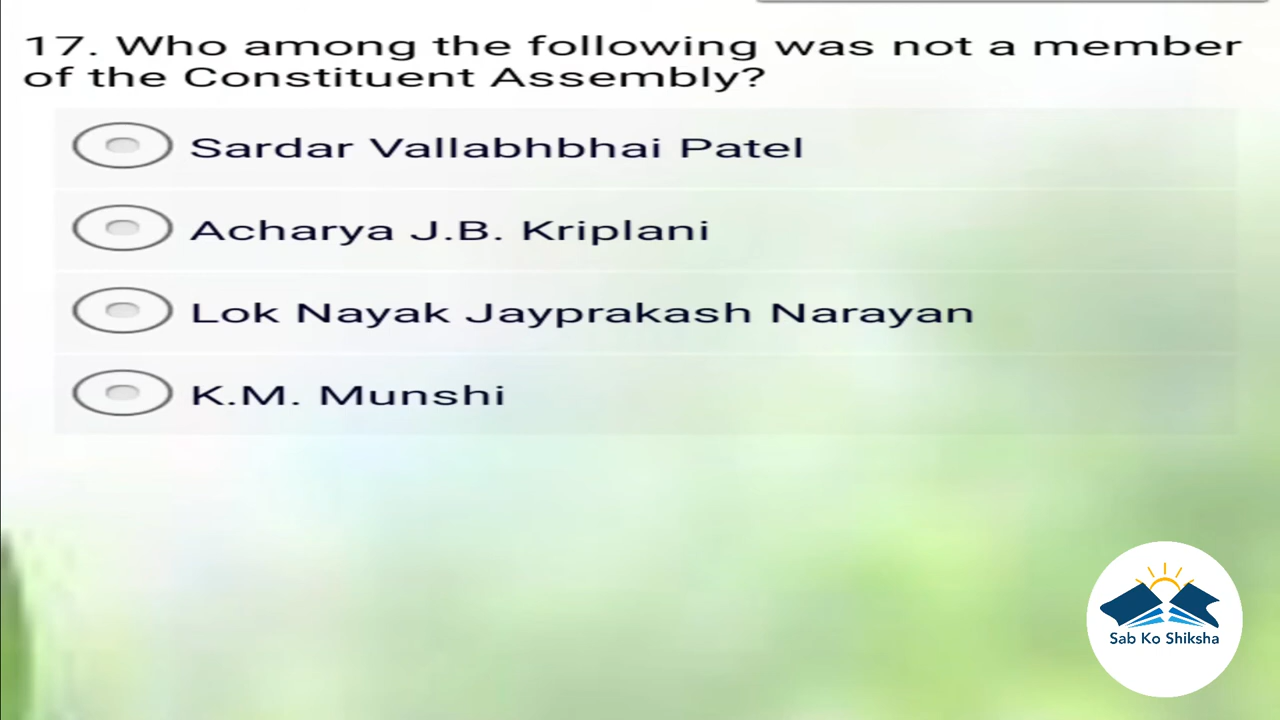 17. Who among the following was not a member
of the Constituent Assembly?
Sardar Vallabhbhai Patel
Acharya J.B. Kriplani
Lok Nayak Jayprakash Narayan
K.M. Munshi
Sab Ko Shiksha